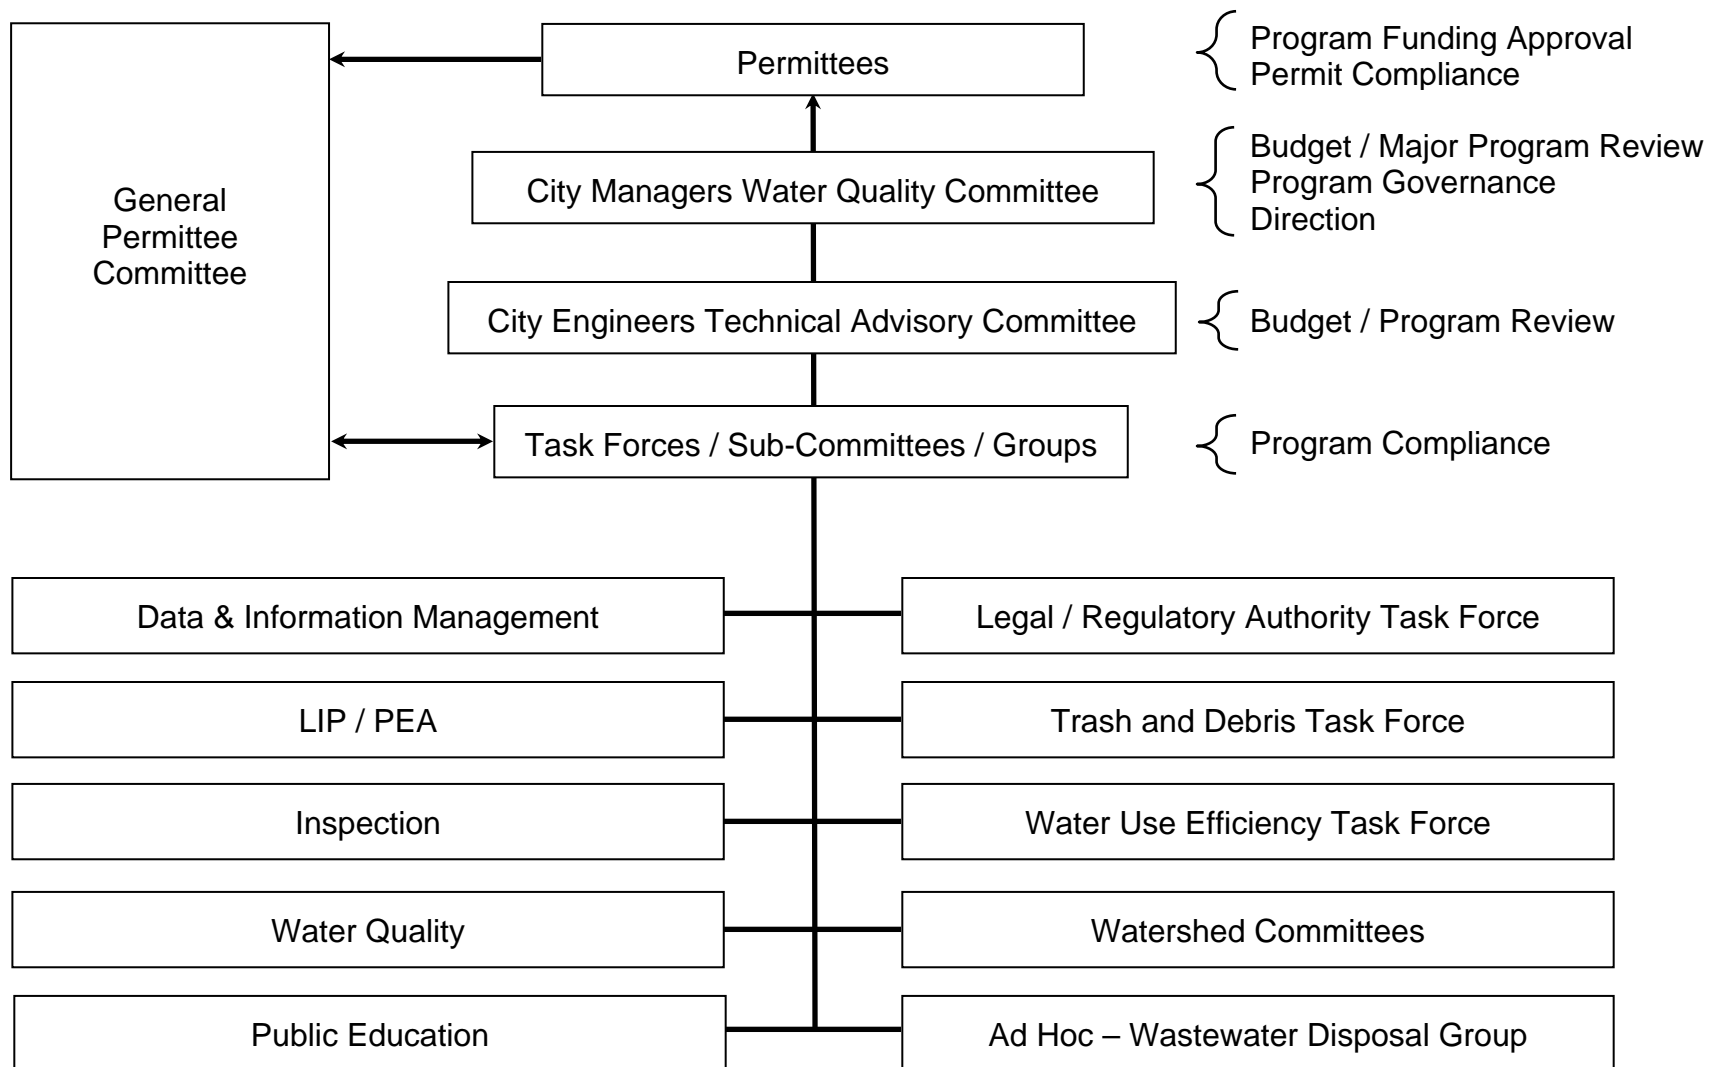 Permittees
Program Funding Approval
Permit Compliance
General
Permittee
Committee
City Managers Water Quality Committee
Budget / Major Program Review
Program Governance
Direction
City Engineers Technical Advisory Committee
Budget / Program Review
Task Forces / Sub-Committees / Groups
Program Compliance
Data & Information Management
Legal / Regulatory Authority Task Force
LIP / PEA
Trash and Debris Task Force
Inspection
Water Use Efficiency Task Force
Water Quality
Watershed Committees
Public Education
Ad Hoc – Wastewater Disposal Group